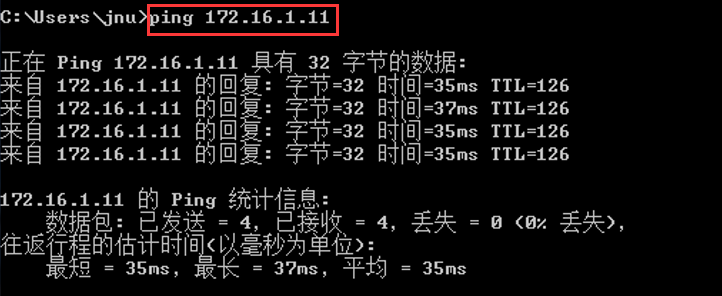 C:\Users\jnu>ping 172.16.1.11
正在 Ping 172.16.1.11 具有 32 字节的数据:
来自 172.16.1.11 的回复: 字节=32 时间=35ms TTL=126
来自 172.16.1.11 的回复: 字节=32 时间=37ms TTL=126
来自 172.16.1.11 的回复: 字节=32 时间=35ms TTL=126
来自 172.16.1.11 的回复: 字节=32 时间=35ms TTL=126
172.16.1.11 的 Ping 统计信息:
数据包: 已发送 = 4, 已接收 = 4, 丢失 = 0 (0% 丢失),
往返行程的估计时间(以毫秒为单位):
最短 = 35ms, 最长 = 37ms, 平均 = 35ms